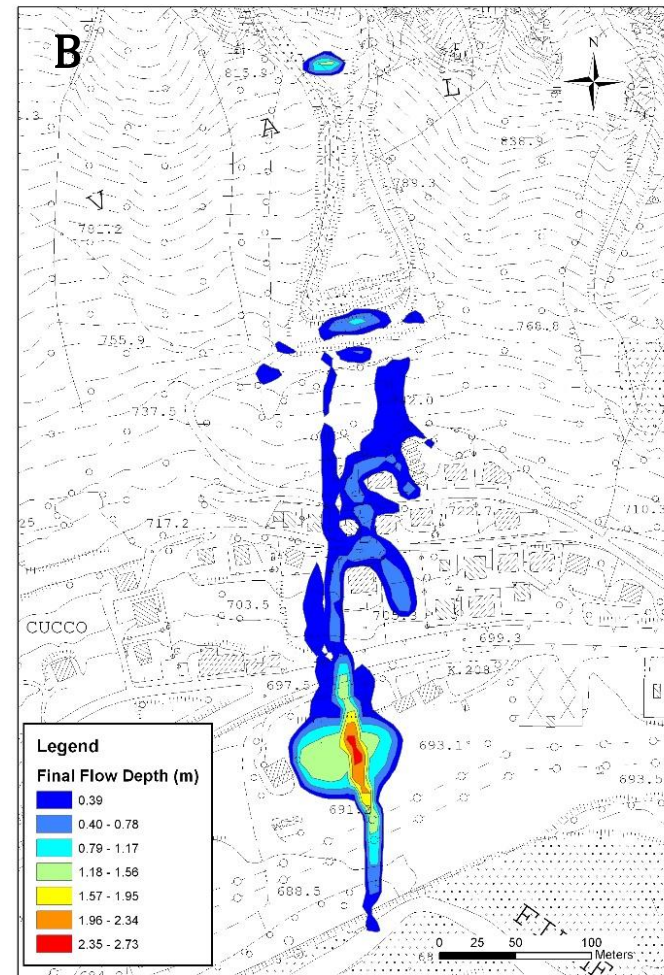 B
N
815.9
L
A
838.9
789.3
V
781.2
755.9
768.8
737.5
722.7
710.3
717.2
703.5
CUCCO
699.3
K.208
697.5
693.1
693.5
691.
688.5
Legend
Final Flow Depth (m)
0.39
0.40 - 0.78
0.79 - 1.17
1.18 - 1.56
1.57 - 1.95
1.96 - 2.34
2.35 - 2.73
0 25 50 100
Meters